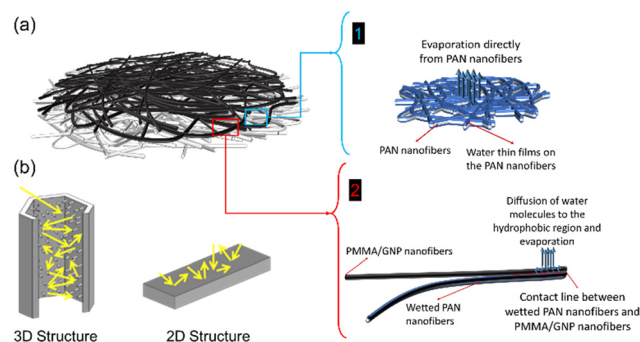 (a)
1
Evaporation directly
from PAN nanofibers
PAN nanofibers
Water thin films on
the PAN nanofibers
(b)
3D Structure
2D Structure
2
Diffusion of water
molecules to the
hydrophobic region and
evaporation
PMMA/GNP nanofibers
Wetted PAN
nanofibers
Contact line between
wetted PAN nanofibers and
PMMA/GNP nanofibers